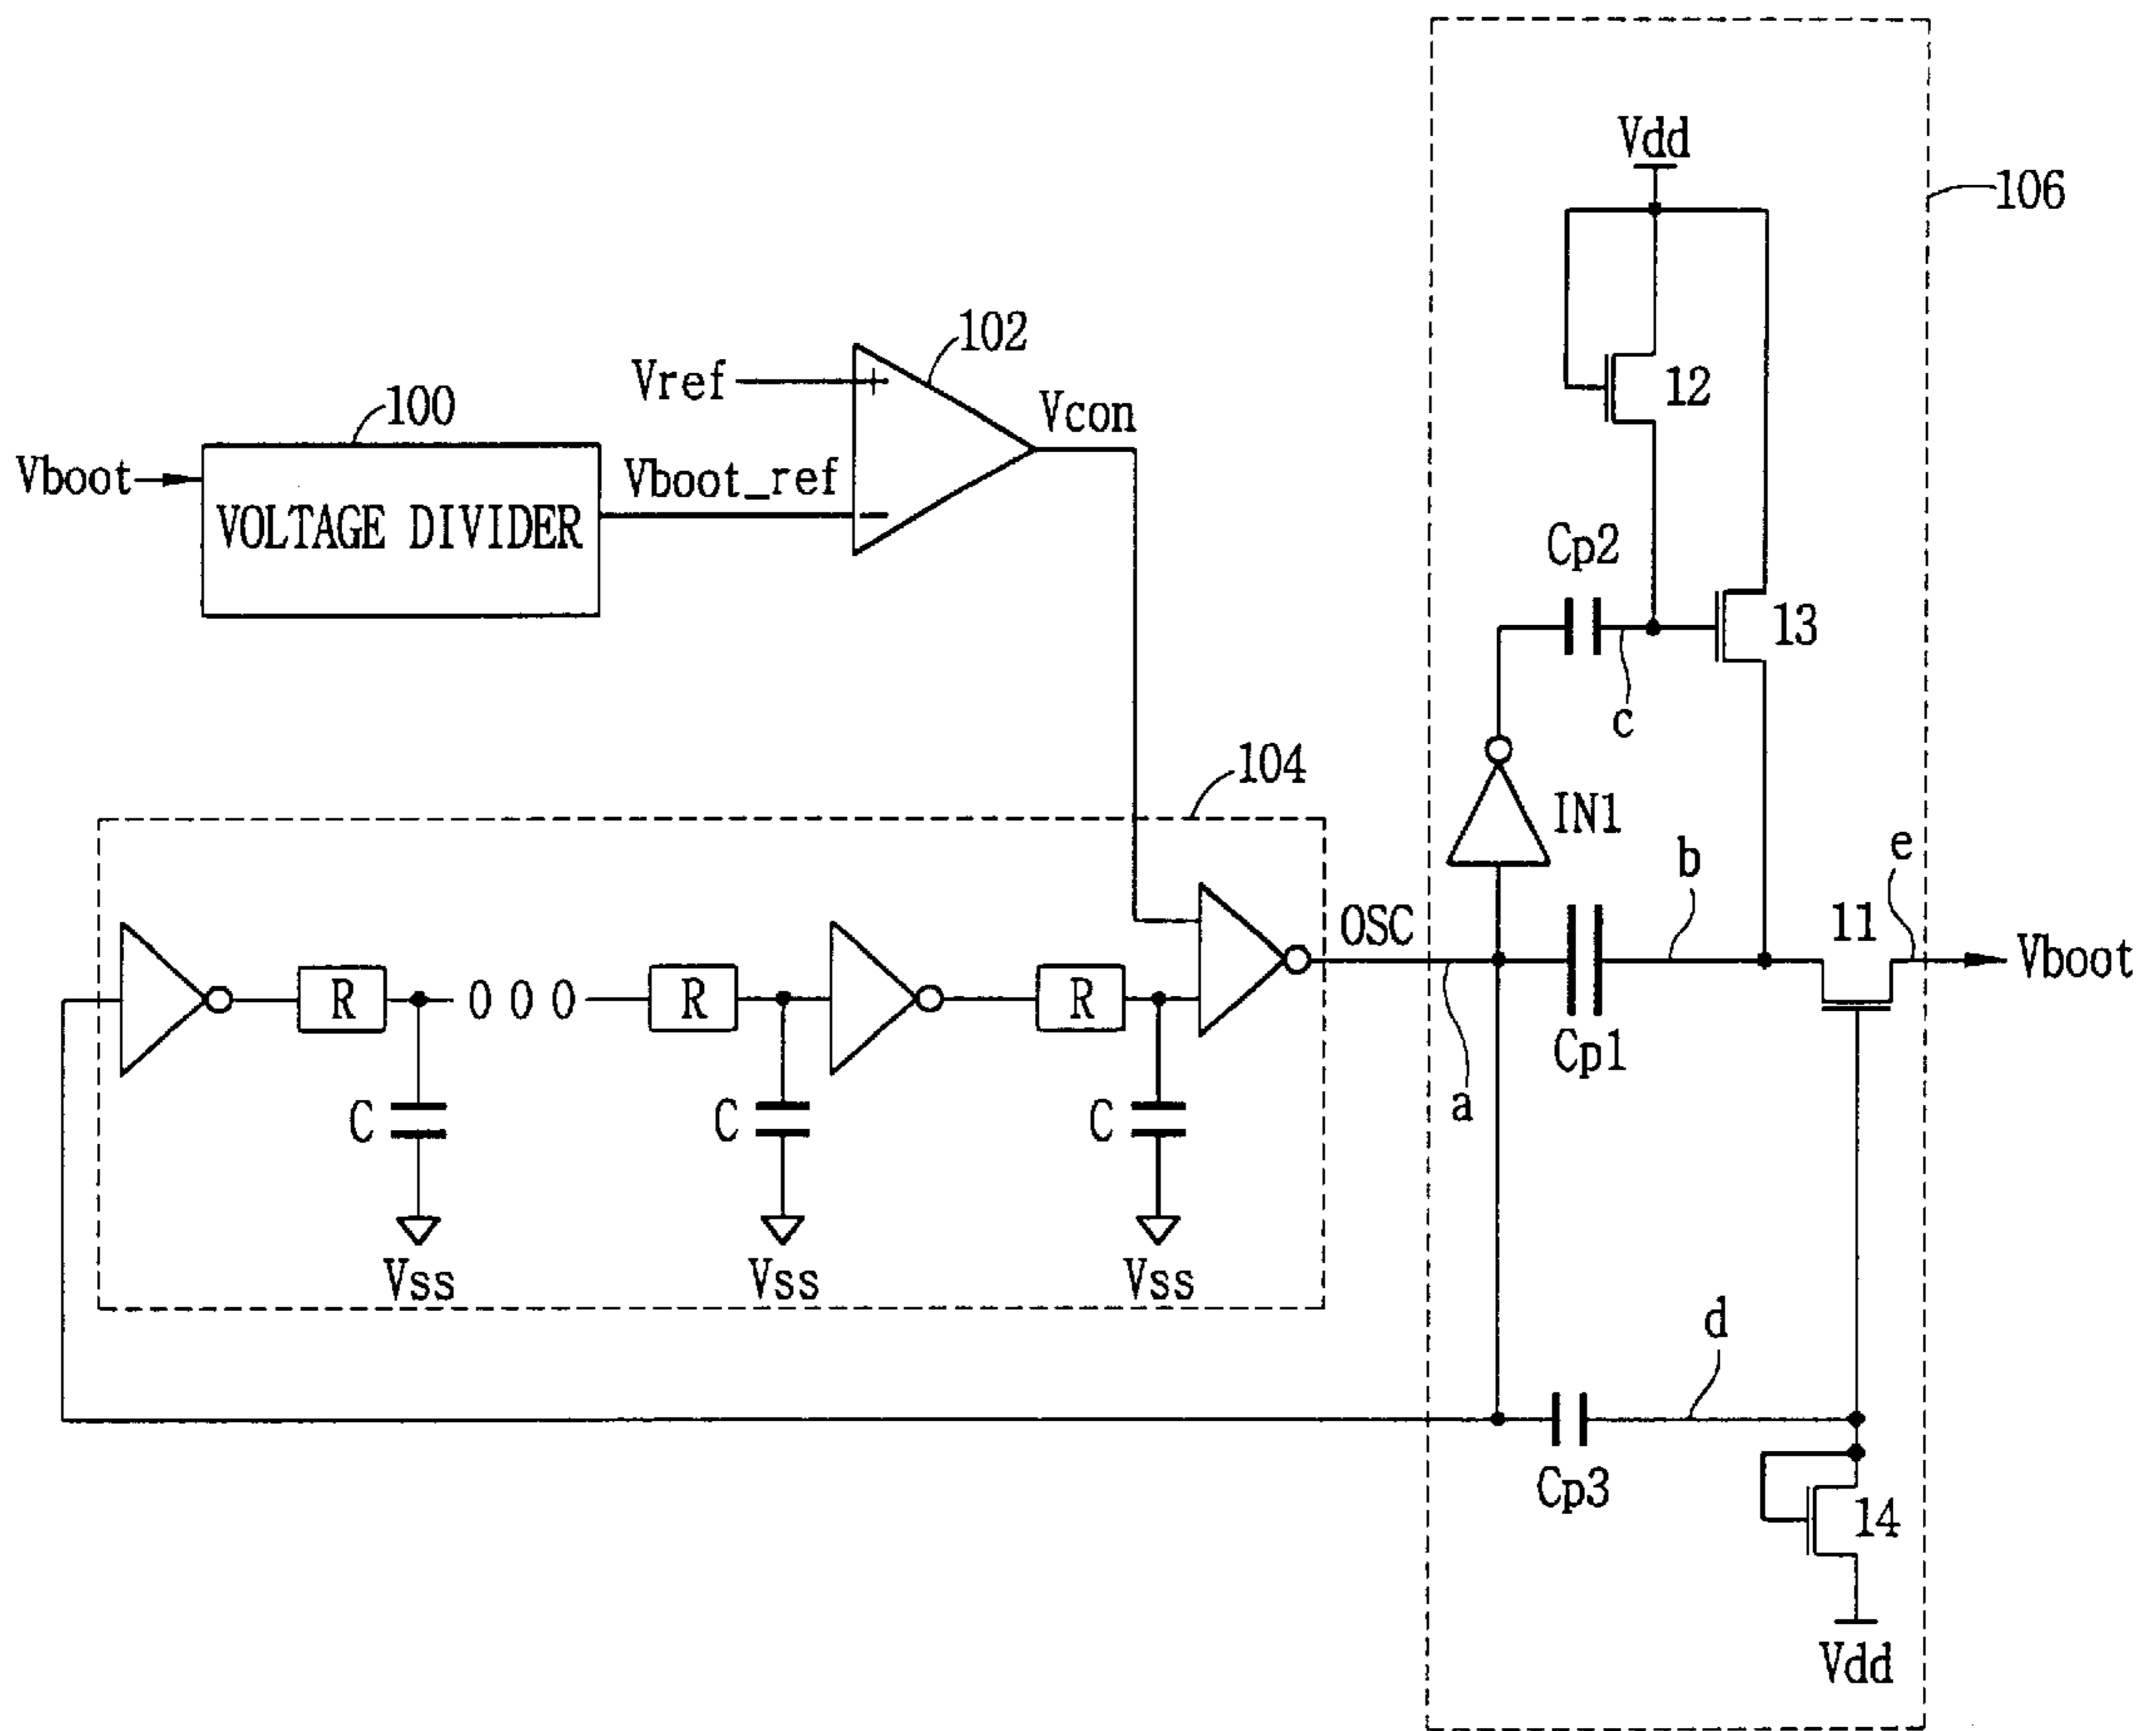 Vdd
106
102
Vref
+
12
100
Vcon
Vboot
Vboot_ref
VOLTAGE DIVIDER
Cp2
13
c
104
IN1
b
e
11
OSC
Vboot
R
0 0 0
R
R
Cp1
a
C
C
C
Vss
Vss
Vss
d
Cp3
14
Vdd